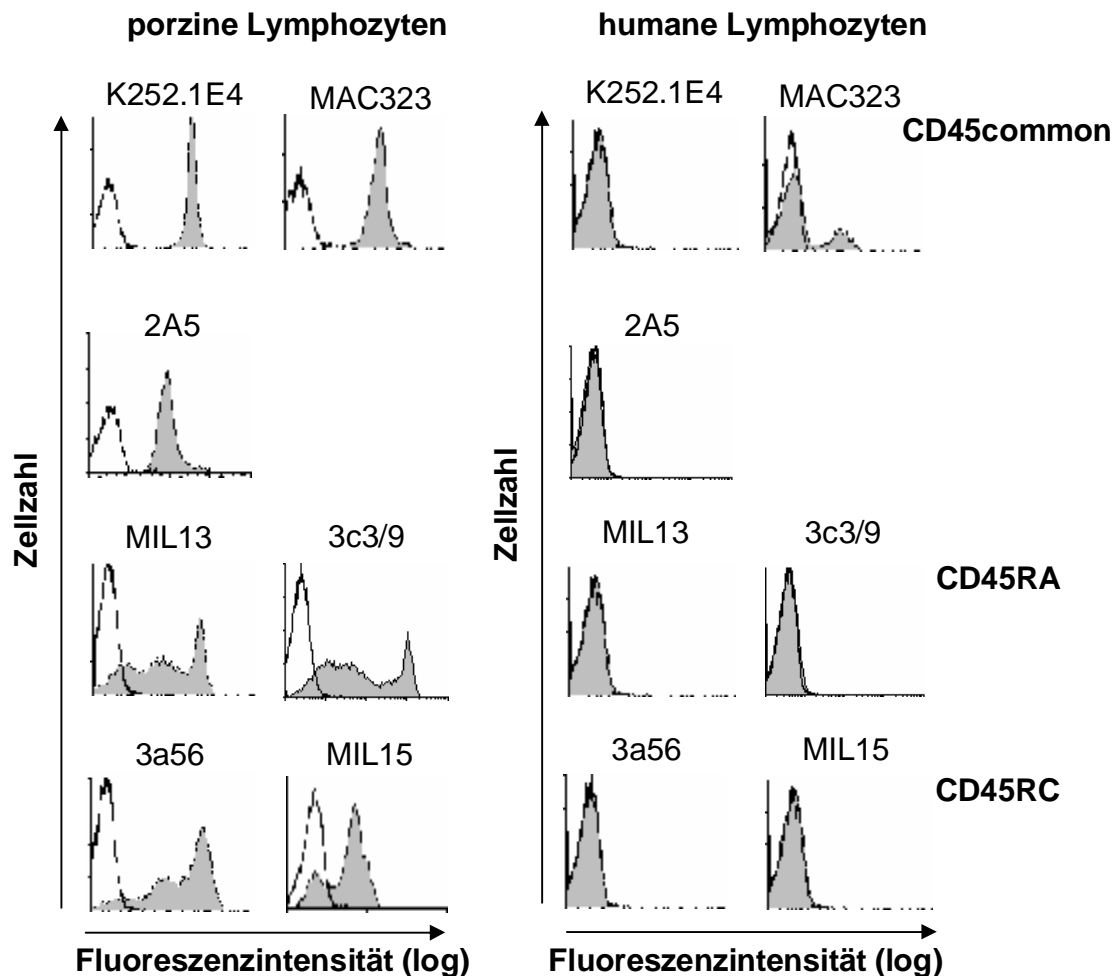 porzine Lymphozyten
humane Lymphozyten
K252.1E4
MAC323
K252.1E4
MAC323
CD45common
2A5
2A5
Zellzahl
Zellzahl
MIL13
3c3/9
MIL13
3c3/9
CD45RA
3a56
MIL15
3a56
MIL15
CD45RC
Fluoreszenzintensität (log)
Fluoreszenzintensität (log)